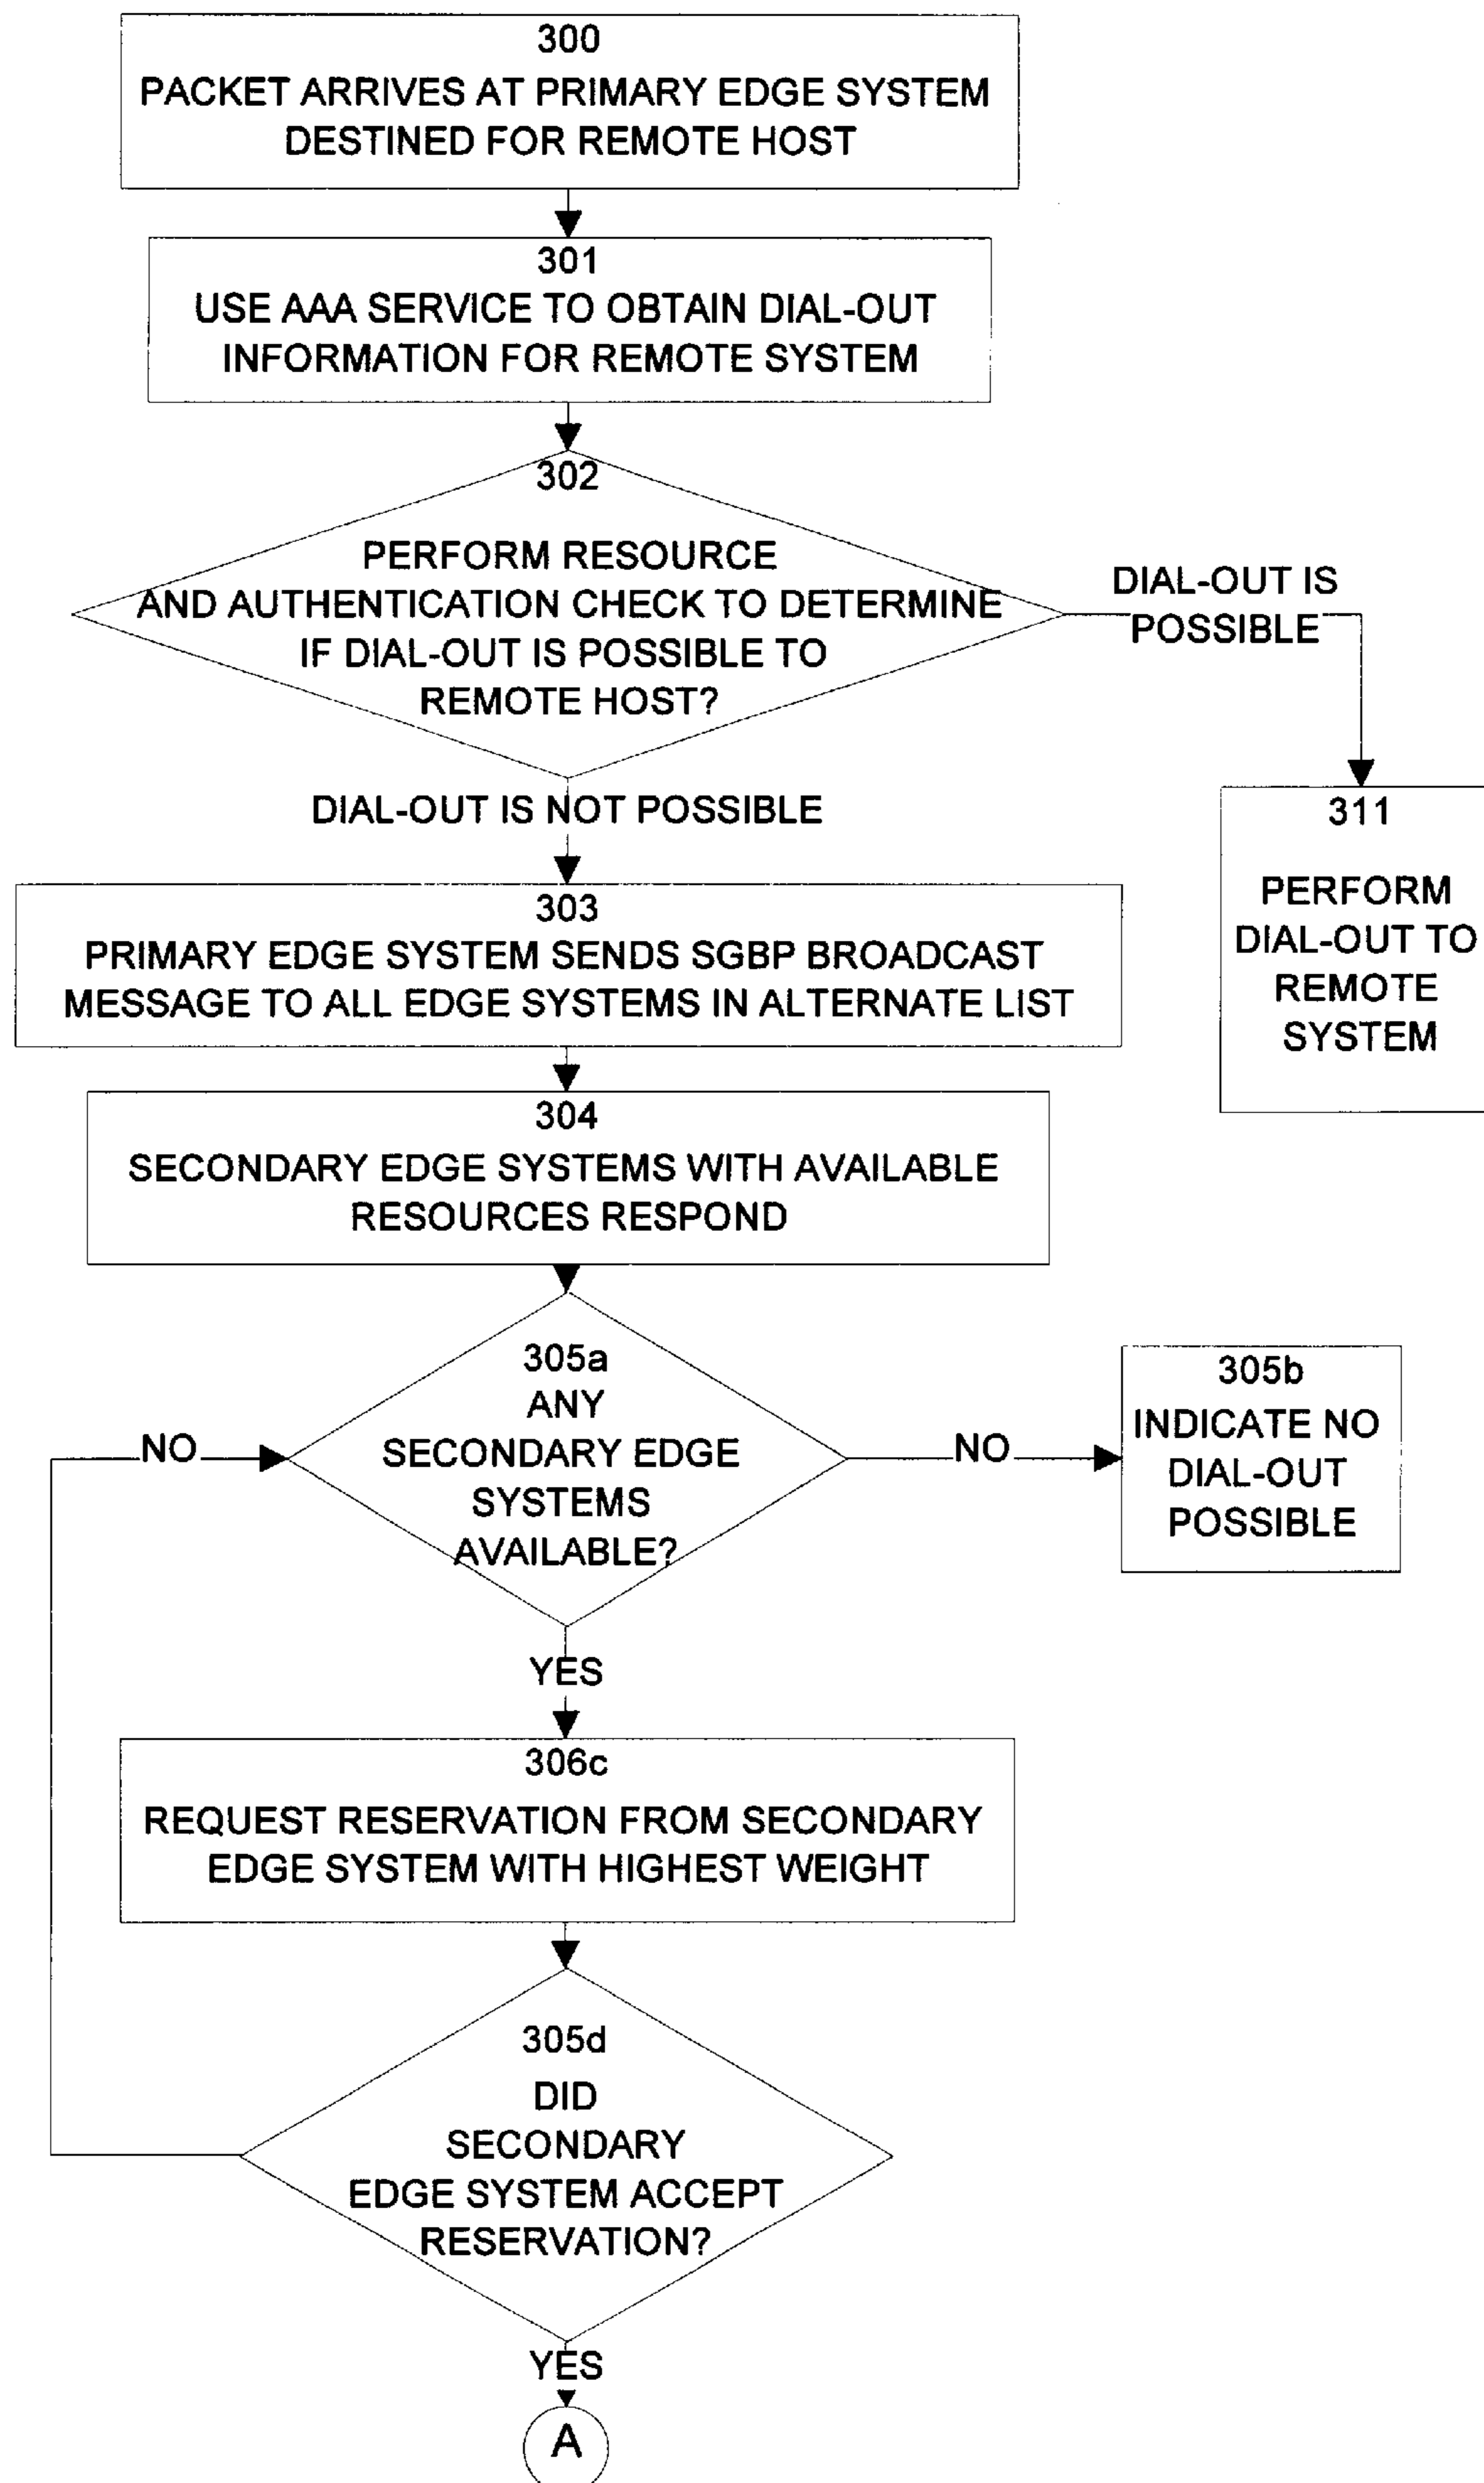 300
PACKET ARRIVES AT PRIMARY EDGE SYSTEM
DESTINED FOR REMOTE HOST
301
USE AAA SERVICE TO OBTAIN DIAL-OUT
INFORMATION FOR REMOTE SYSTEM
302
PERFORM RESOURCE
AND AUTHENTICATION CHECK TO DETERMINE
IF DIAL-OUT IS POSSIBLE TO
REMOTE HOST?
DIAL-OUT IS
POSSIBLE
311
PERFORM
DIAL-OUT TO
REMOTE
SYSTEM
DIAL-OUT IS NOT POSSIBLE
303
PRIMARY EDGE SYSTEM SENDS SGBP BROADCAST
MESSAGE TO ALL EDGE SYSTEMS IN ALTERNATE LIST
304
SECONDARY EDGE SYSTEMS WITH AVAILABLE
RESOURCES RESPOND
305a
ANY
SECONDARY EDGE
SYSTEMS
AVAILABLE?
NO
NO
305b
INDICATE NO
DIAL-OUT
POSSIBLE
YES
306c
REQUEST RESERVATION FROM SECONDARY
EDGE SYSTEM WITH HIGHEST WEIGHT
305d
DID
SECONDARY
EDGE SYSTEM ACCEPT
RESERVATION?
YES
A